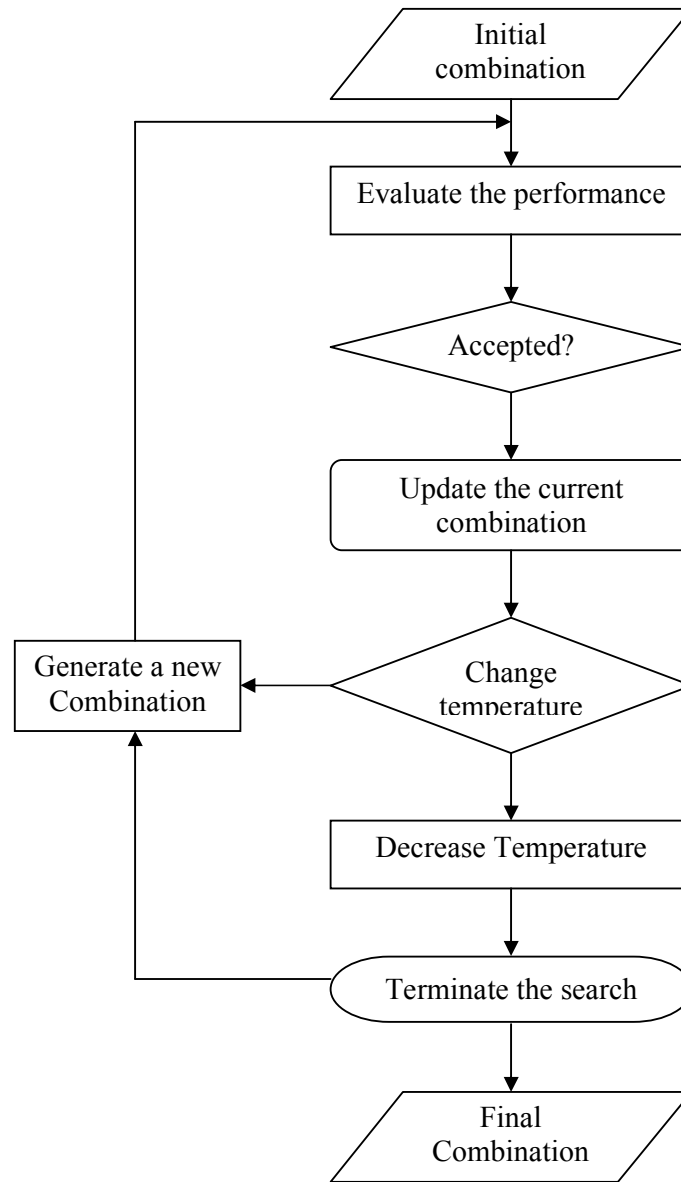 Initial
combination
Evaluate the performance
Accepted?
Update the current
combination
Generate a new
Combination
Change
temperature
Decrease Temperature
Terminate the search
Final
Combination